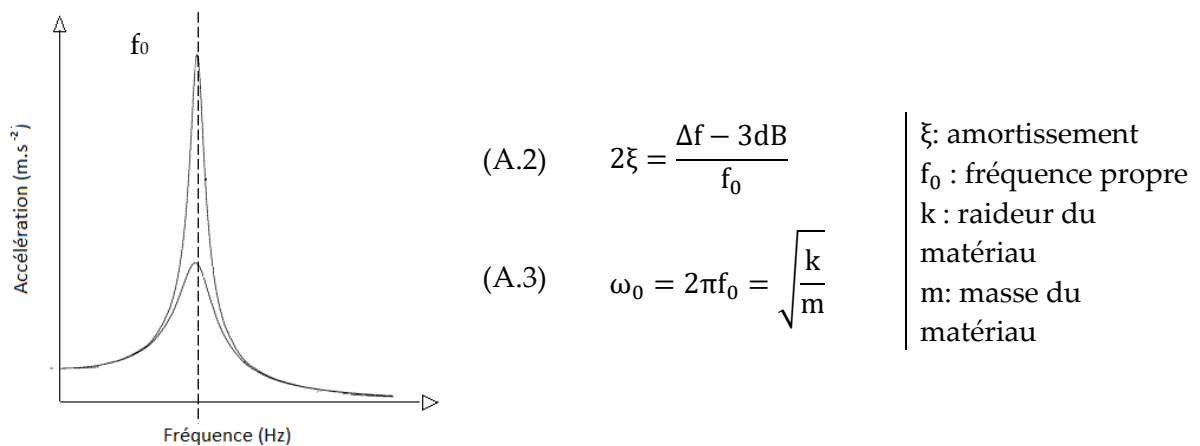 f₀
Accélération (m.s⁻²)
Fréquence (Hz)
(A.2) 2ξ = (Δf − 3dB) / f₀
(A.3) ω₀ = 2πf₀ = √(k/m)
ξ: amortissement
f₀ : fréquence propre
k : raideur du
matériau
m: masse du
matériau